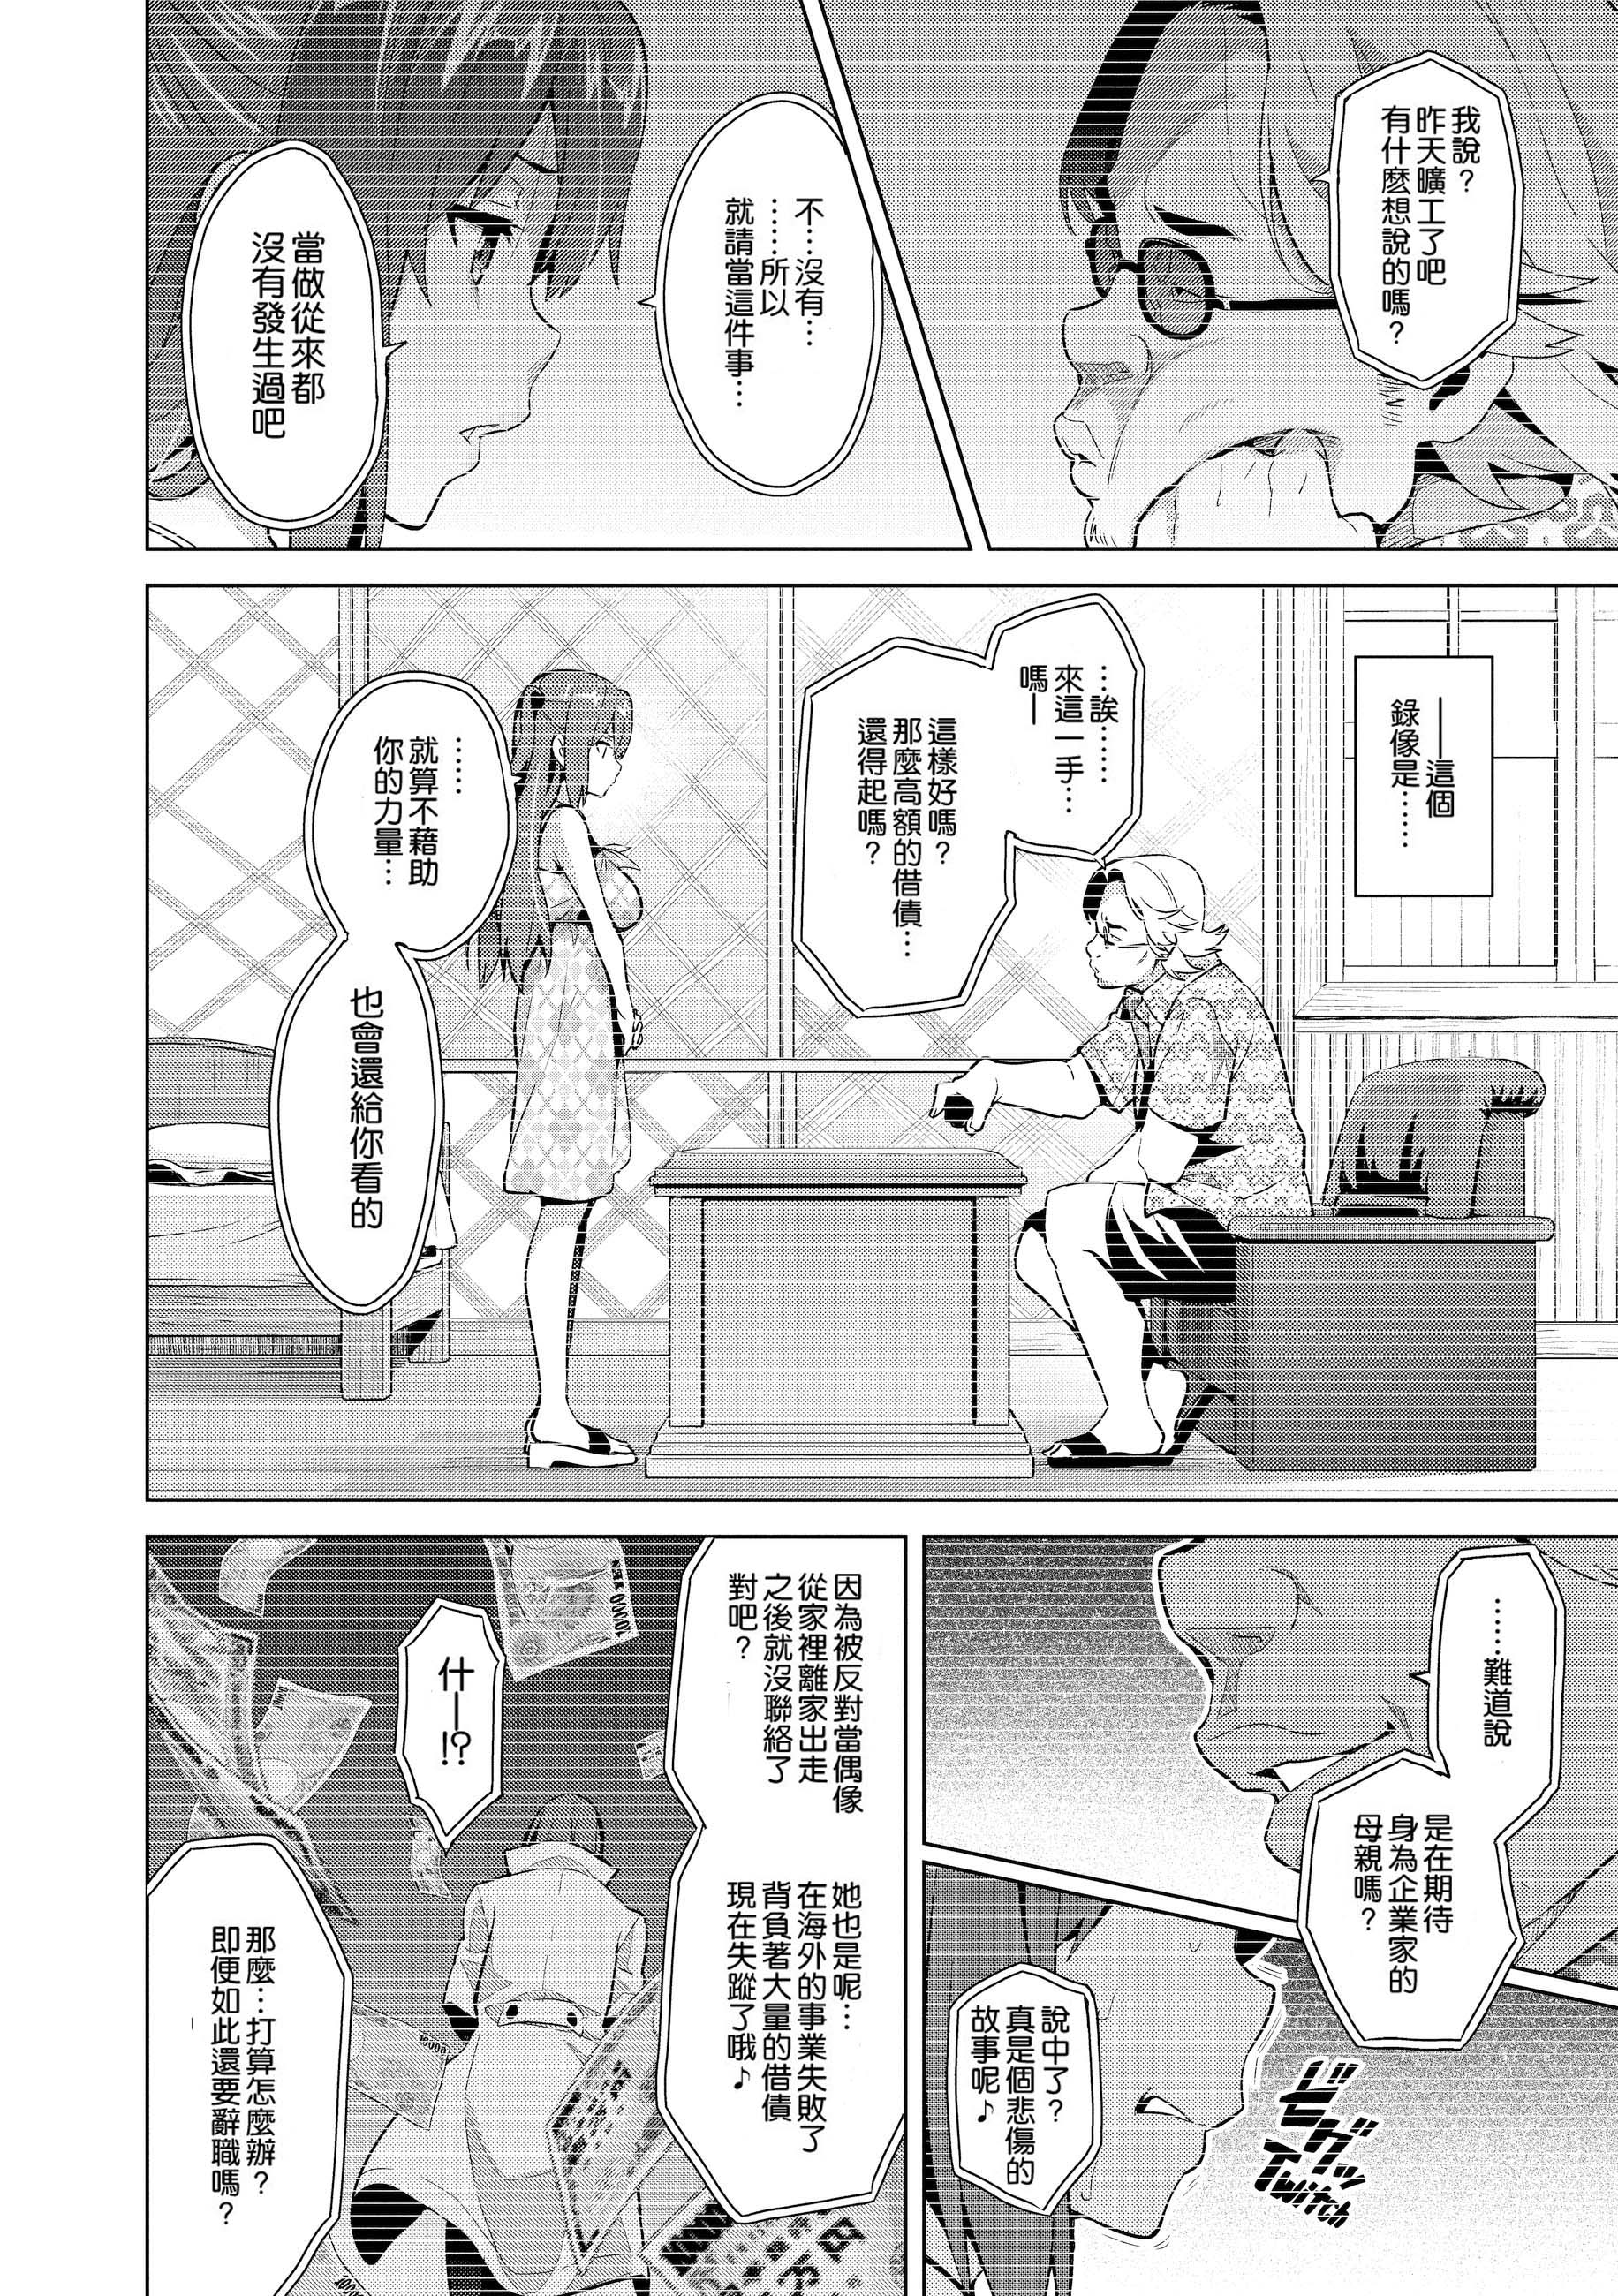 我說？
昨天曠工了吧
有什麼想說的嗎？
不…沒有…
……所以
就請當這件事…
當做從來都
沒有發生過吧
——這個
錄像是……
…誒……
來這一手…
嗎—
這樣好嗎？
那麼高額的借債…
還得起嗎？
……
就算不藉助
你的力量…
也會還給你看的
……難道說
是在期待
身為企業家的
母親嗎？
ビグッ
Twitch
說中了？
真是個悲傷的
故事呢♪
因為被反對當偶像
從家裡離家出走
之後就沒聯絡了
對吧？
她也是呢…
在海外的事業失敗了
背負著大量的借債
現在失蹤了哦♪
什—!?
那麼…打算怎麼辦？
即便如此還要辭職嗎？
10000